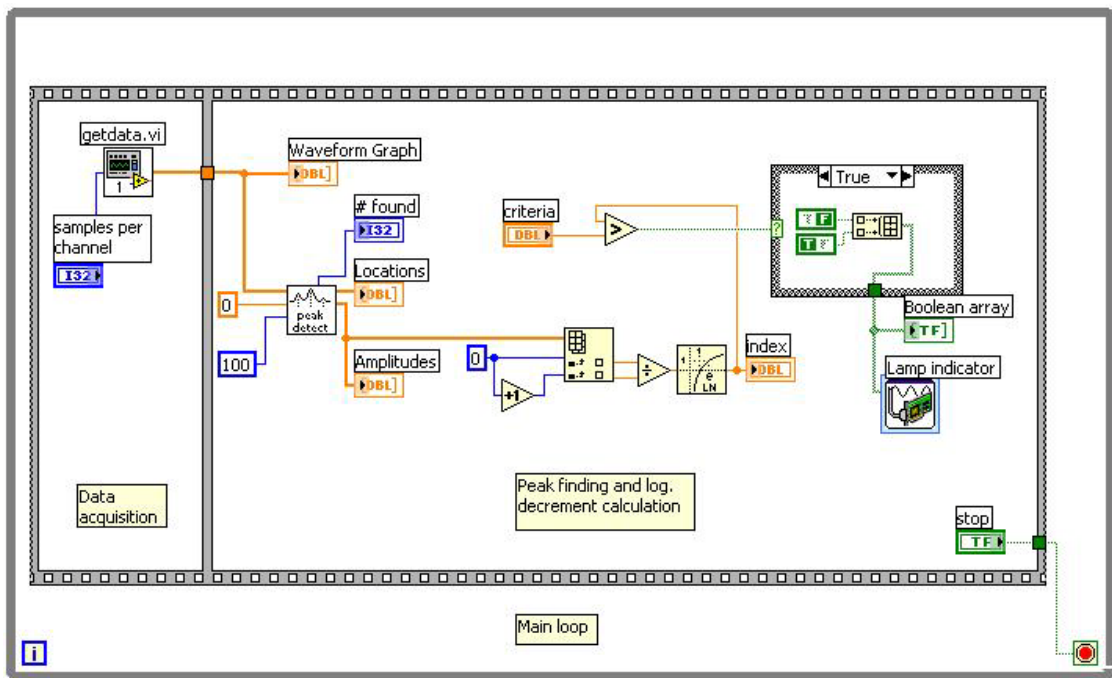 getdata.vi
1
samples per
channel
I32
Data
acquisition
Waveform Graph
DBL]
# found
I32
Locations
DBL]
0
peak
detect
100
Amplitudes
DBL]
criteria
DBL
>
0
+1
÷
1
1
e
LN
index
DBL
True
?
F
T
Boolean array
TF]
Lamp indicator
Peak finding and log.
decrement calculation
stop
TF
Main loop
i